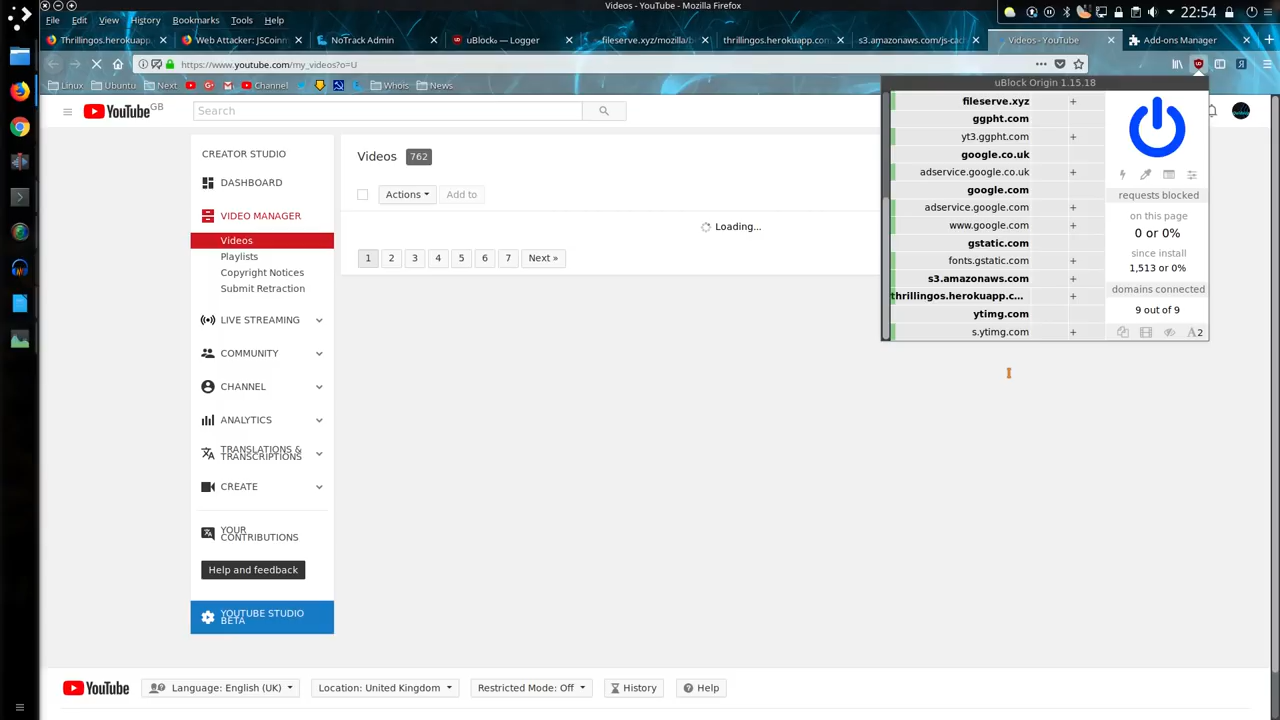 Videos - YouTube - Mozilla Firefox
File Edit View History Bookmarks Tools Help
22:54
Thrillingos.herokuapp.
Web Attacker: JSCoinm
NoTrack Admin
uBlock₀ — Logger
fileserve.xyz/mozilla/b
thrillingos.herokuapp.com
s3.amazonaws.com/js-cac
Videos - YouTube
Add-ons Manager
https://www.youtube.com/my_videos?o=U
Linux Ubuntu Next Channel Whois News
YouTube GB
Search
uBlock Origin 1.15.18
fileserve.xyz +
ggpht.com
yt3.ggpht.com +
google.co.uk
adservice.google.co.uk +
google.com
adservice.google.com +
www.google.com +
gstatic.com
fonts.gstatic.com +
s3.amazonaws.com +
thrillingos.herokuapp.c... +
ytimg.com
s.ytimg.com +
requests blocked
on this page
0 or 0%
since install
1,513 or 0%
domains connected
9 out of 9
A2
CREATOR STUDIO
DASHBOARD
VIDEO MANAGER
Videos
Playlists
Copyright Notices
Submit Retraction
LIVE STREAMING
COMMUNITY
CHANNEL
ANALYTICS
TRANSLATIONS &
TRANSCRIPTIONS
CREATE
YOUR
CONTRIBUTIONS
Help and feedback
YOUTUBE STUDIO
BETA
Videos 762
Actions Add to
Loading...
1 2 3 4 5 6 7 Next »
YouTube
Language: English (UK)
Location: United Kingdom
Restricted Mode: Off
History
Help